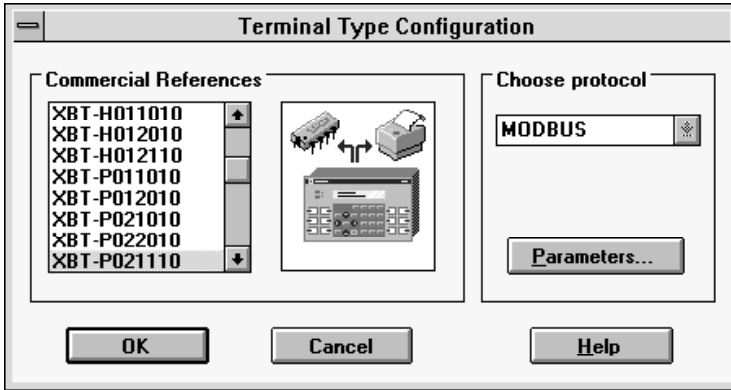 Terminal Type Configuration
Commercial References
XBT-H011010
XBT-H012010
XBT-H012110
XBT-P011010
XBT-P012010
XBT-P021010
XBT-P022010
XBT-P021110
Choose protocol
MODBUS
Parameters...
OK
Cancel
Help